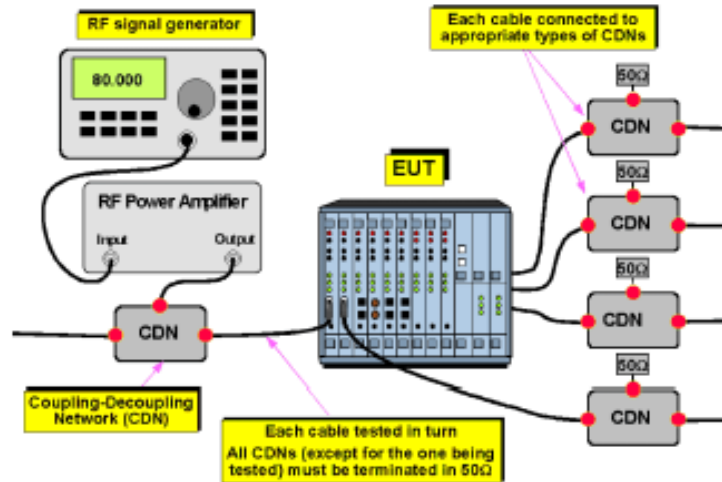 RF signal generator
Each cable connected to
appropriate types of CDNs
80.000
50Ω
CDN
EUT
50Ω
CDN
RF Power Amplifier
Input
Output
50Ω
CDN
CDN
50Ω
CDN
Coupling-Decoupling
Network (CDN)
Each cable tested in turn
All CDNs (except for the one being
tested) must be terminated in 50Ω